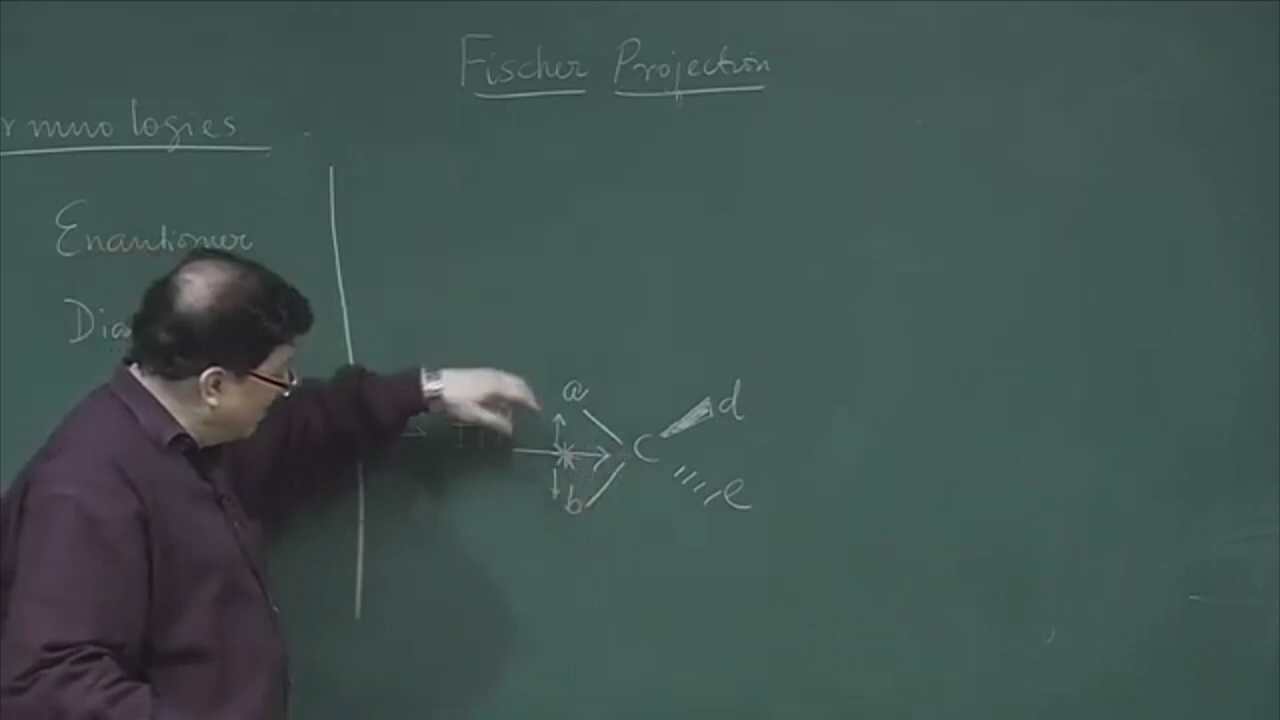 Fischer Projection
rmino logies
Enantiomer
Dia
a
d
C
b
e